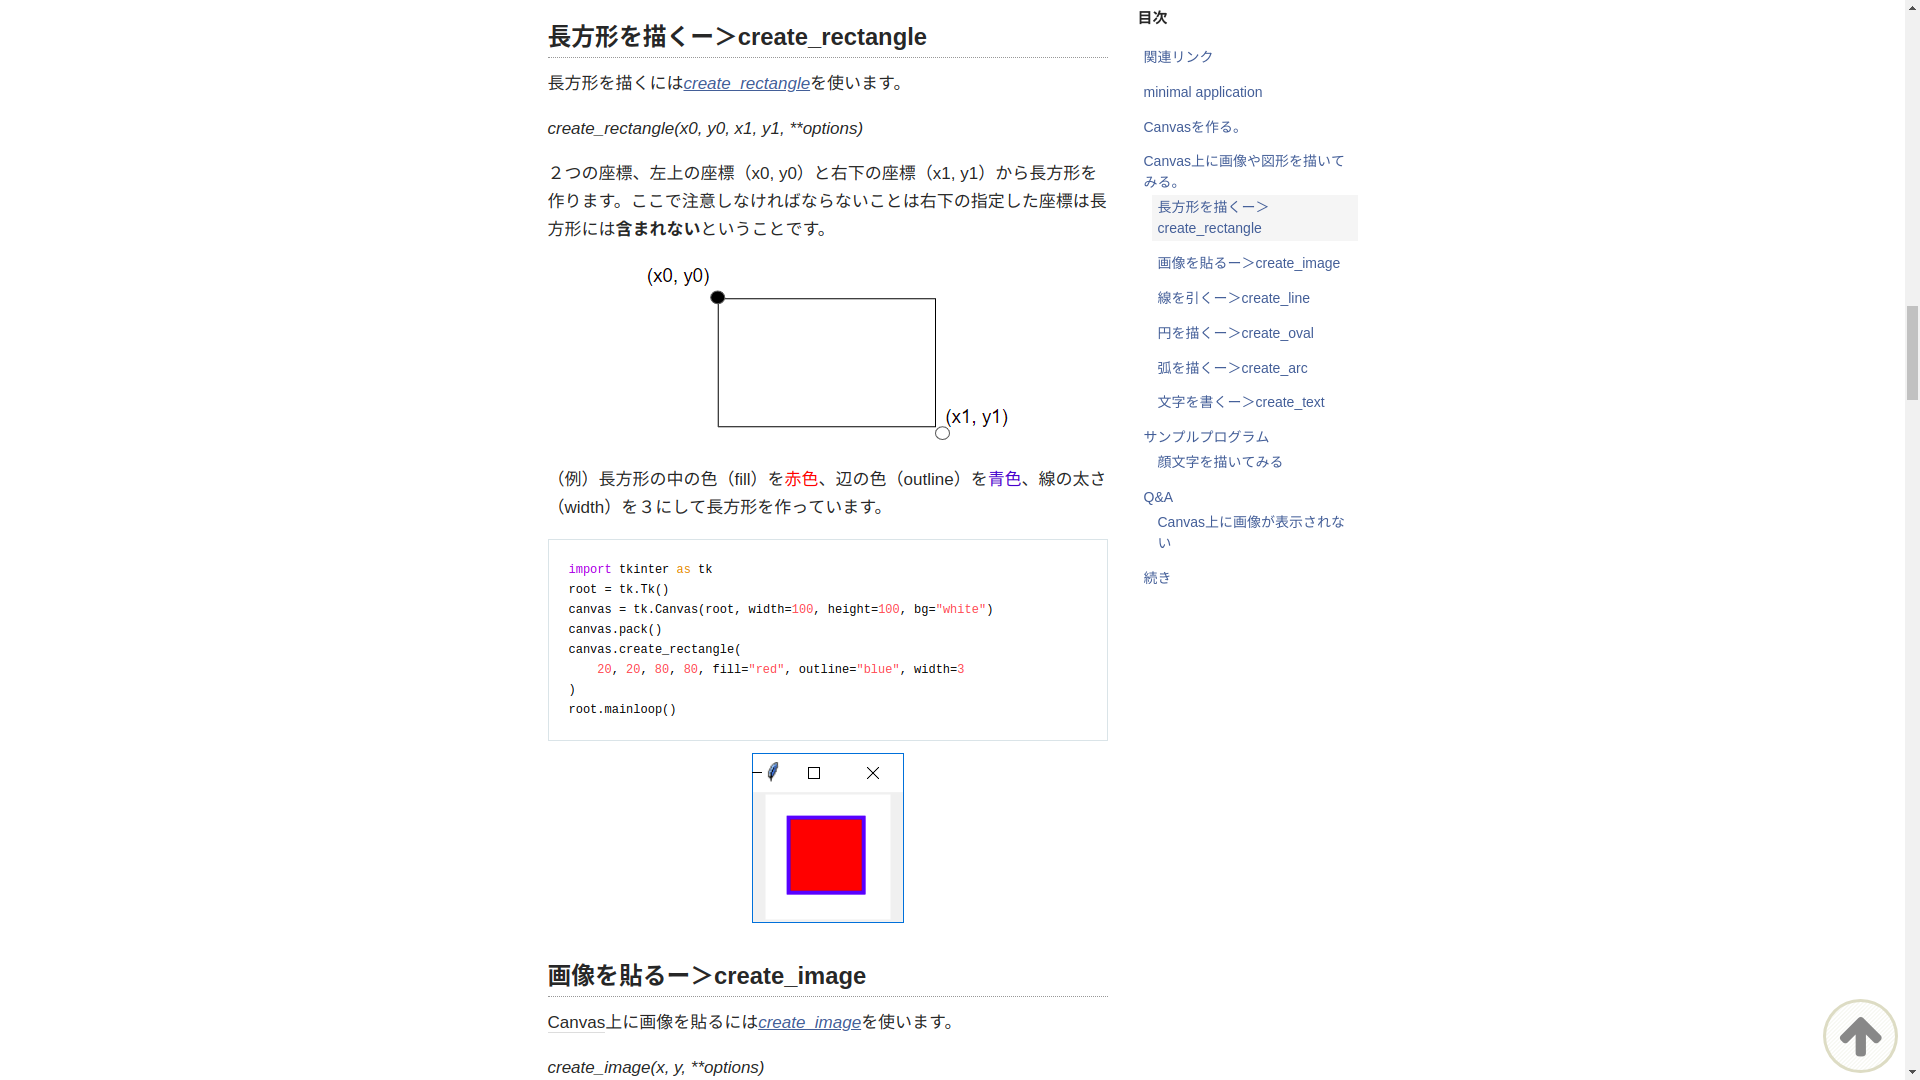 長方形を描くー＞create_rectangle
長方形を描くにはcreate_rectangleを使います。
create_rectangle(x0, y0, x1, y1, **options)
２つの座標、左上の座標（x0, y0）と右下の座標（x1, y1）から長方形を
作ります。ここで注意しなければならないことは右下の指定した座標は長
方形には含まれないということです。
(x0, y0)
(x1, y1)
（例）長方形の中の色（fill）を赤色、辺の色（outline）を青色、線の太さ
（width）を３にして長方形を作っています。
import tkinter as tk
root = tk.Tk()
canvas = tk.Canvas(root, width=100, height=100, bg="white")
canvas.pack()
canvas.create_rectangle(
    20, 20, 80, 80, fill="red", outline="blue", width=3
)
root.mainloop()
画像を貼るー＞create_image
Canvas上に画像を貼るにはcreate_imageを使います。
create_image(x, y, **options)
目次
関連リンク
minimal application
Canvasを作る。
Canvas上に画像や図形を描いて
みる。
長方形を描くー＞
create_rectangle
画像を貼るー＞create_image
線を引くー＞create_line
円を描くー＞create_oval
弧を描くー＞create_arc
文字を書くー＞create_text
サンプルプログラム
顔文字を描いてみる
Q&A
Canvas上に画像が表示されな
い
続き